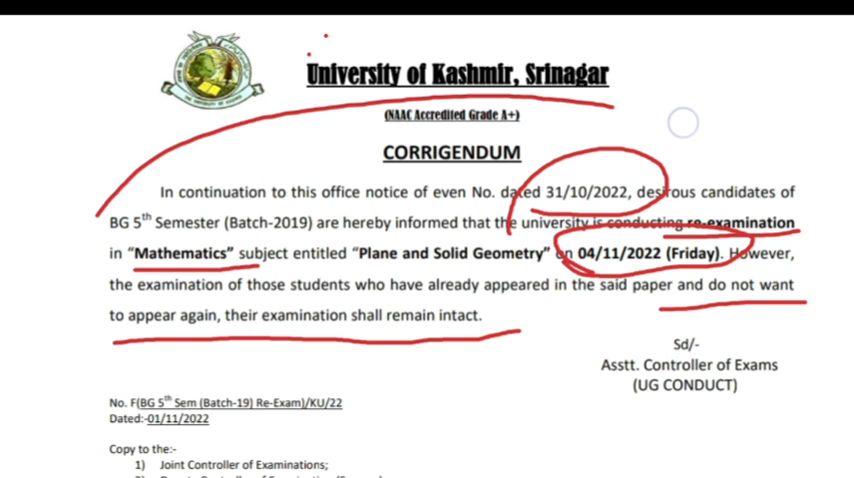 University of Kashmir, Srinagar
(NAAC Accredited Grade A+)
CORRIGENDUM
In continuation to this office notice of even No. dated 31/10/2022, desirous candidates of
BG 5th Semester (Batch-2019) are hereby informed that the university is conducting re-examination
in “Mathematics” subject entitled “Plane and Solid Geometry” on 04/11/2022 (Friday). However,
the examination of those students who have already appeared in the said paper and do not want
to appear again, their examination shall remain intact.
Sd/-
Asstt. Controller of Exams
(UG CONDUCT)
No. F(BG 5th Sem (Batch-19) Re-Exam)/KU/22
Dated:-01/11/2022
Copy to the:-
1) Joint Controller of Examinations;